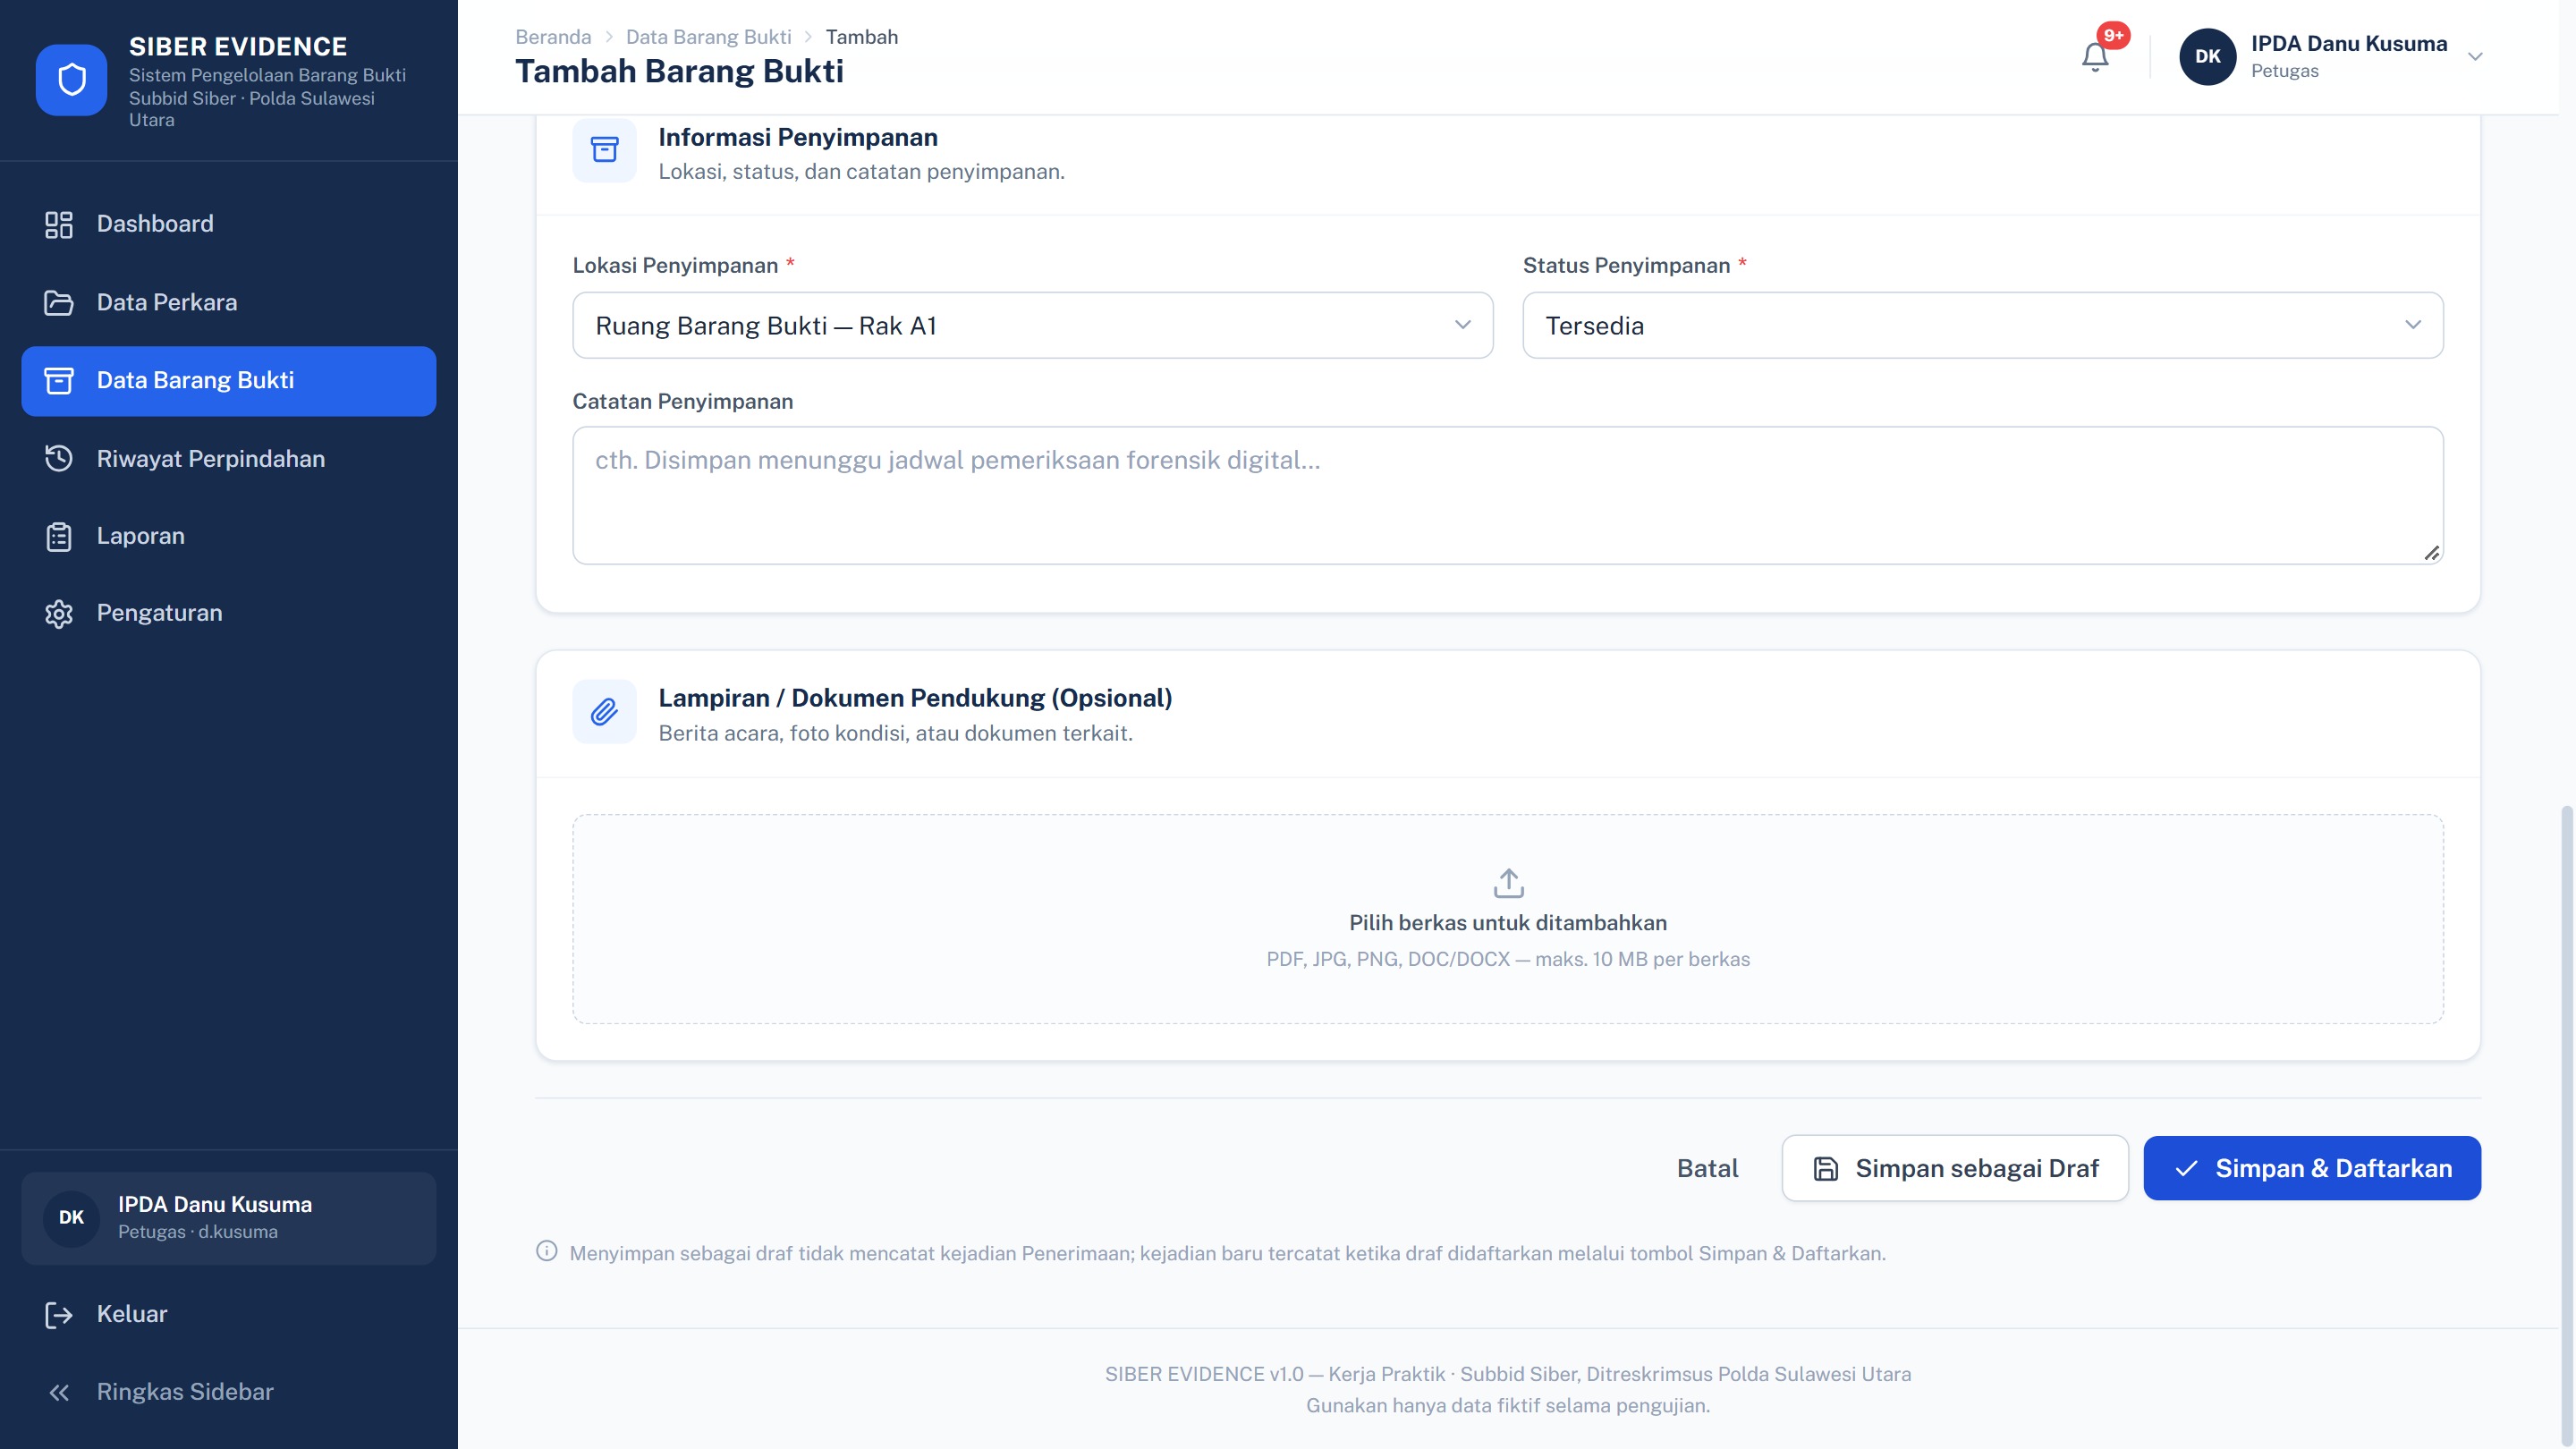 SIBER EVIDENCE
Sistem Pengelolaan Barang Bukti
Subbid Siber · Polda Sulawesi
Utara
Dashboard
Data Perkara
Data Barang Bukti
Riwayat Perpindahan
Laporan
Pengaturan
DK
IPDA Danu Kusuma
Petugas · d.kusuma
Keluar
Ringkas Sidebar
Beranda > Data Barang Bukti > Tambah
Tambah Barang Bukti
9+
DK
IPDA Danu Kusuma
Petugas
Informasi Penyimpanan
Lokasi, status, dan catatan penyimpanan.
Lokasi Penyimpanan *
Ruang Barang Bukti — Rak A1
Status Penyimpanan *
Tersedia
Catatan Penyimpanan
cth. Disimpan menunggu jadwal pemeriksaan forensik digital...
Lampiran / Dokumen Pendukung (Opsional)
Berita acara, foto kondisi, atau dokumen terkait.
Pilih berkas untuk ditambahkan
PDF, JPG, PNG, DOC/DOCX — maks. 10 MB per berkas
Batal
Simpan sebagai Draf
Simpan & Daftarkan
Menyimpan sebagai draf tidak mencatat kejadian Penerimaan; kejadian baru tercatat ketika draf didaftarkan melalui tombol Simpan & Daftarkan.
SIBER EVIDENCE v1.0 — Kerja Praktik · Subbid Siber, Ditreskrimsus Polda Sulawesi Utara
Gunakan hanya data fiktif selama pengujian.